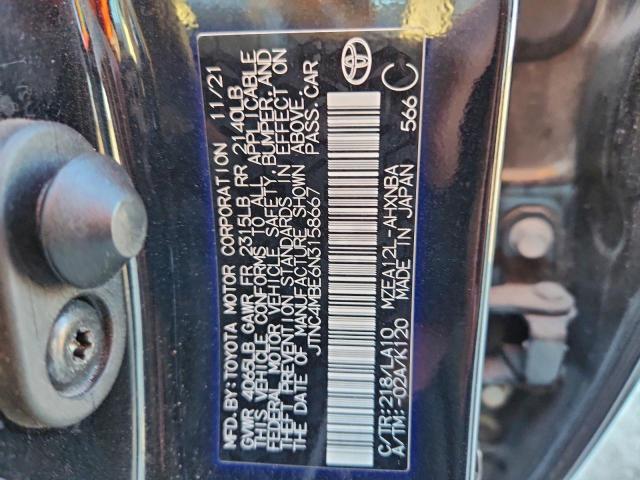 MFD.BY:TOYOTA MOTOR CORPORATION 11/21
GVWR 4065LB GAWR FR 2315LB RR 2140LB
THIS VEHICLE CONFORMS TO ALL APPLICABLE
FEDERAL MOTOR VEHICLE SAFETY, BUMPER, AND
THEFT PREVENTION STANDARDS IN EFFECT ON
THE DATE OF MANUFACTURE SHOWN ABOVE.
JTNC4MBE6N3158667 PASS.CAR
C/TR:218/LA10 MZEA12L-AHXNBA
A/TM:-02A/K120 MADE IN JAPAN 566 C